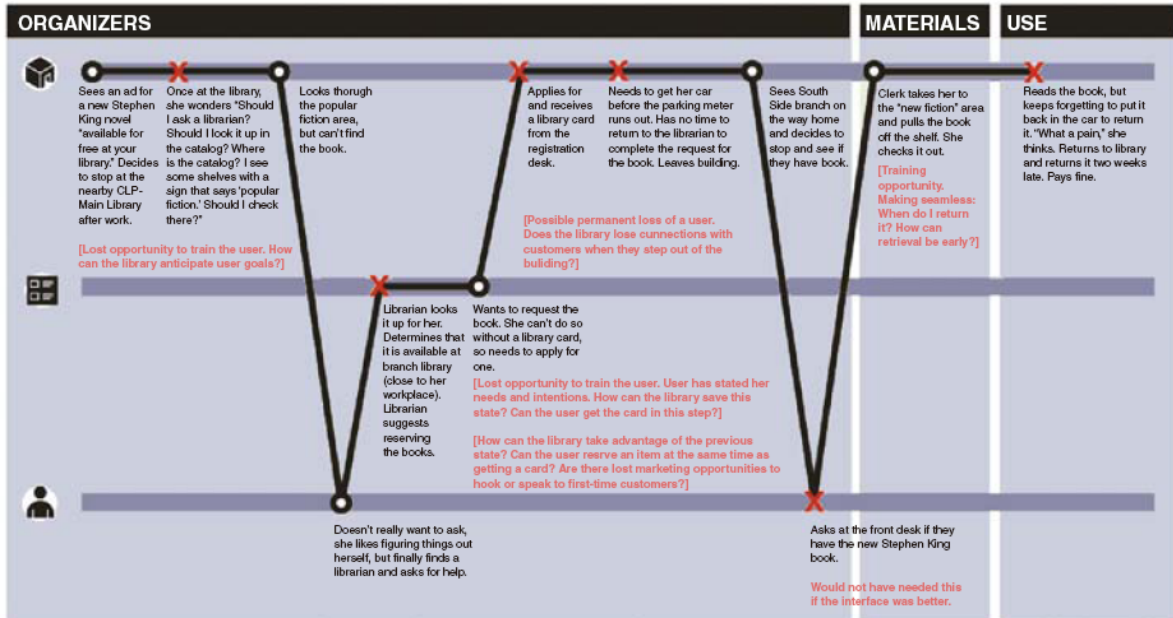 ORGANIZERS
MATERIALS
USE
Sees an ad for
a new Stephen
King novel
"available for
free at your
library." Decides
to stop at the
nearby CLP-
Main Library
after work.
Once at the library,
she wonders "Should
I ask a librarian?
Should I look it up in
the catalog? Where
is the catalog? I see
some shelves with a
sign that says 'popular
fiction.' Should I check
there?"
[Lost opportunity to train the user. How
can the library anticipate user goals?]
Looks thorugh the
popular
fiction area,
but can't find
the book.
Applies for
and receives
a library card
from the
registration
desk.
Needs to get her car
before the parking meter
runs out. Has no time to
return to the librarian to
complete the request for
the book. Leaves building.
[Possible permanent loss of a user.
Does the library lose cunnections with
customers when they step out of the
buliding?]
Sees South
Side branch on
the way home
and decides to
stop and see if
they have book.
Clerk takes her to
the "new fiction" area
and pulls the book
off the shelf. She
checks it out.
[Training
opportunity.
Making seamless:
When do I return
it? How can
retrieval be early?]
Reads the book, but
keeps forgetting to put it
back in the car to return
it. "What a pain," she
thinks. Returns to library
and returns it two weeks
late. Pays fine.
Librarian looks
it up for her.
Determines that
it is available at
branch library
(close to her
workplace).
Librarian
suggests
reserving
the books.
Wants to request the
book. She can't do so
without a library card,
so needs to apply for
one.
[Lost opportunity to train the user. User has stated her
needs and intentions. How can the library save this
state? Can the user get the card in this step?]
[How can the library take advantage of the previous
state? Can the user resrve an item at the same time as
getting a card? Are there lost marketing opportunities to
hook or speak to first-time customers?]
Doesn't really want to ask,
she likes figuring things out
herself, but finally finds a
librarian and asks for help.
Asks at the front desk if they
have the new Stephen King
book.
Would not have needed this
if the interface was better.